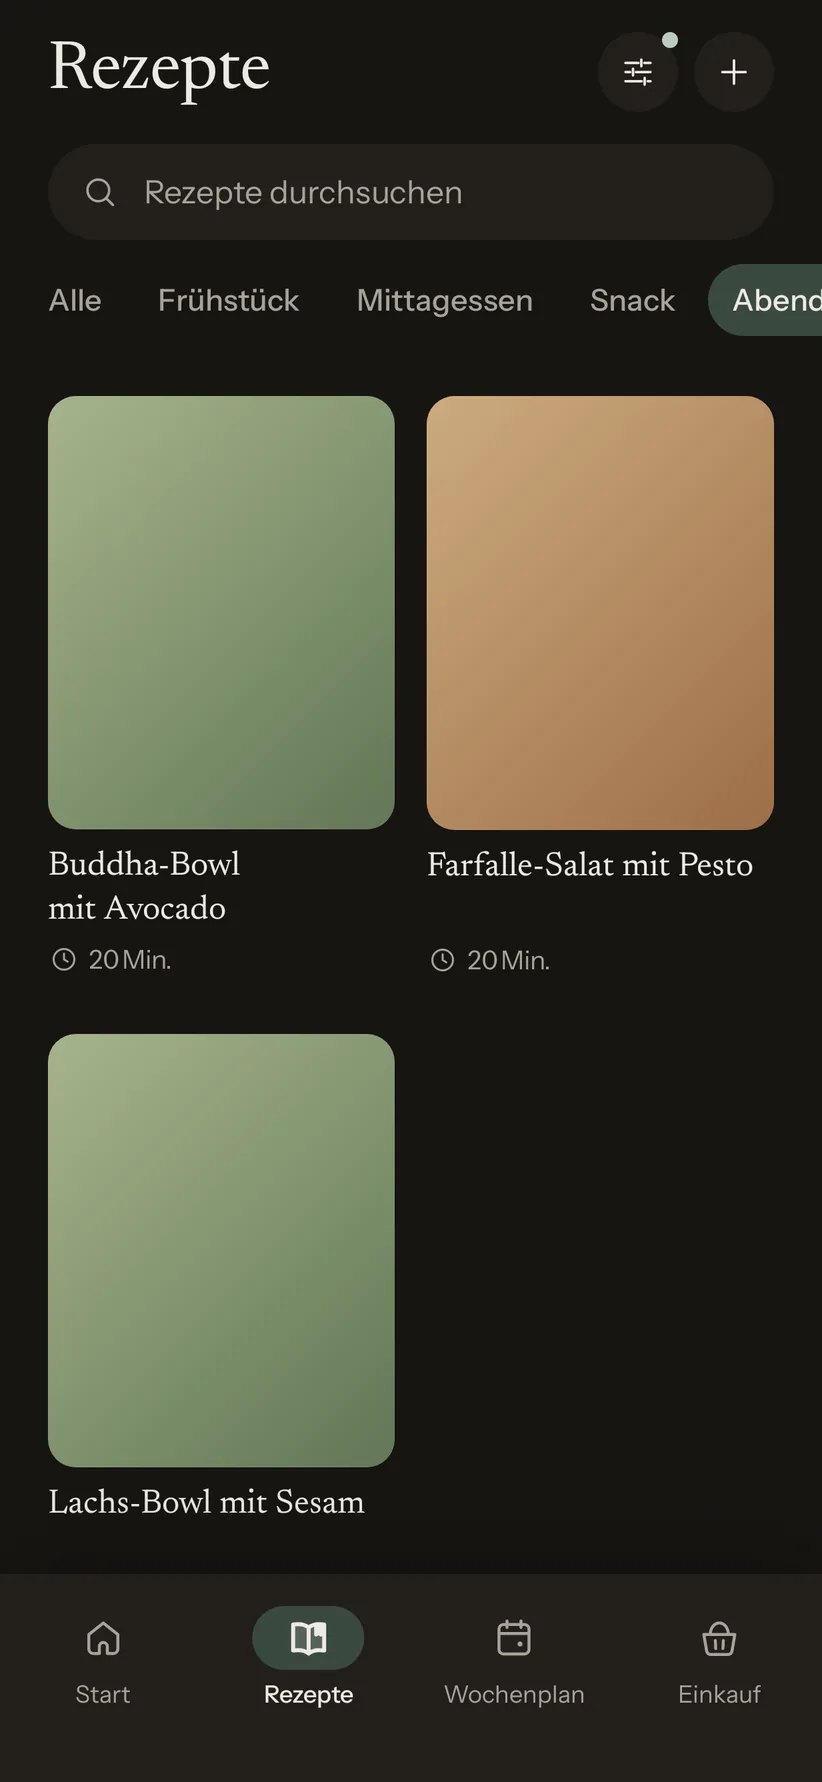 Rezepte
Rezepte durchsuchen
Alle Frühstück Mittagessen Snack Abend
Buddha-Bowl
mit Avocado
20 Min.
Farfalle-Salat mit Pesto
20 Min.
Lachs-Bowl mit Sesam
Start Rezepte Wochenplan Einkauf